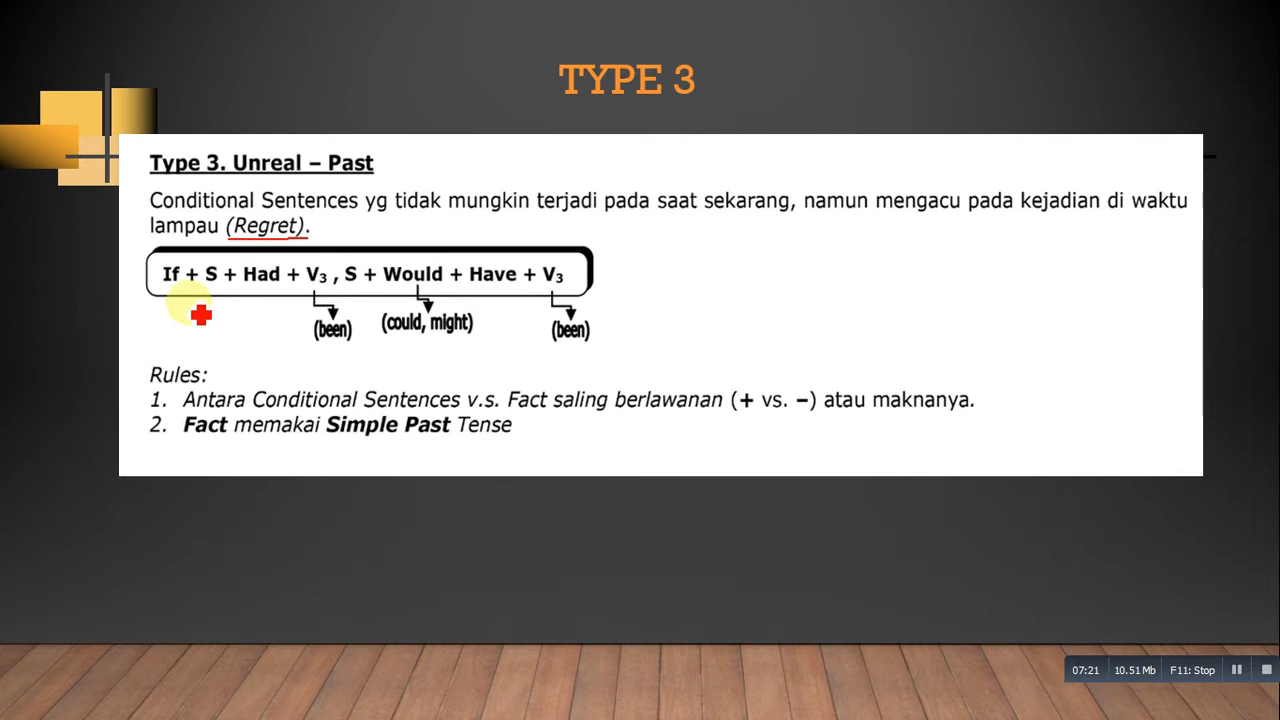 TYPE 3
Type 3. Unreal – Past
Conditional Sentences yg tidak mungkin terjadi pada saat sekarang, namun mengacu pada kejadian di waktu
lampau (Regret).
If + S + Had + V₃ , S + Would + Have + V₃
(been) (could, might) (been)
Rules:
1. Antara Conditional Sentences v.s. Fact saling berlawanan (+ vs. –) atau maknanya.
2. Fact memakai Simple Past Tense
07:21 10.51 Mb F11: Stop